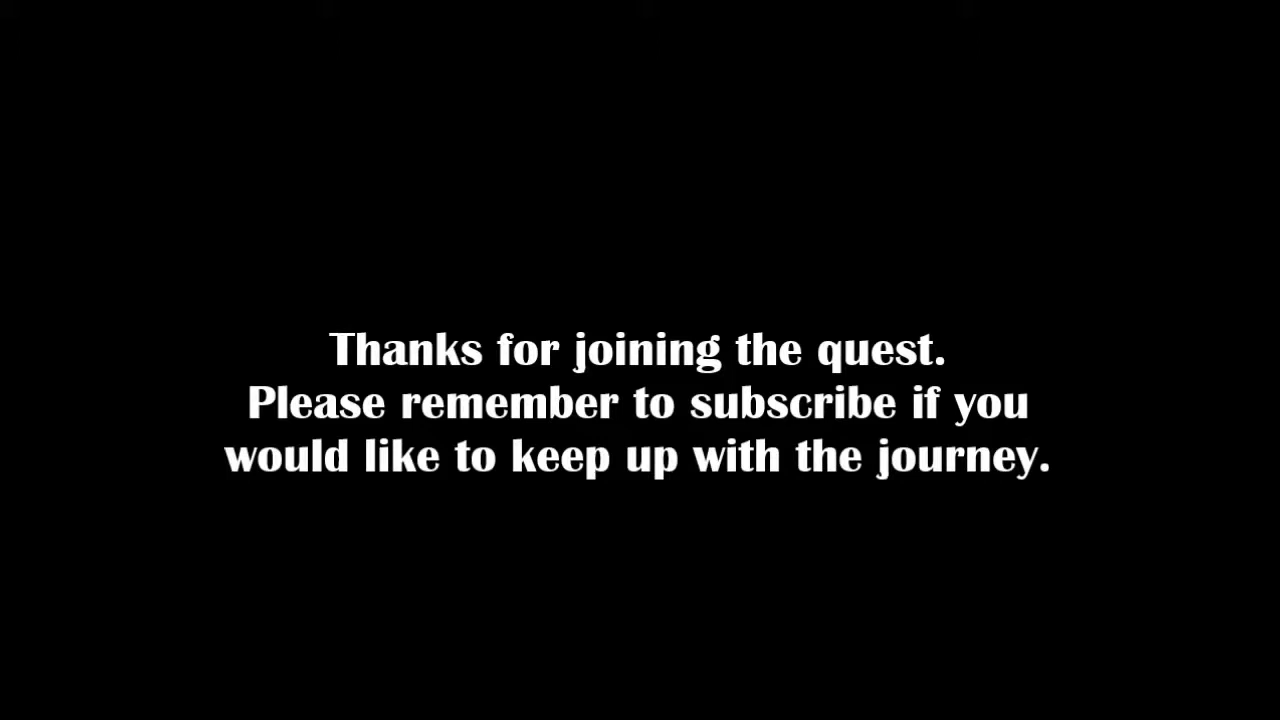 Thanks for joining the quest.
Please remember to subscribe if you
would like to keep up with the journey.